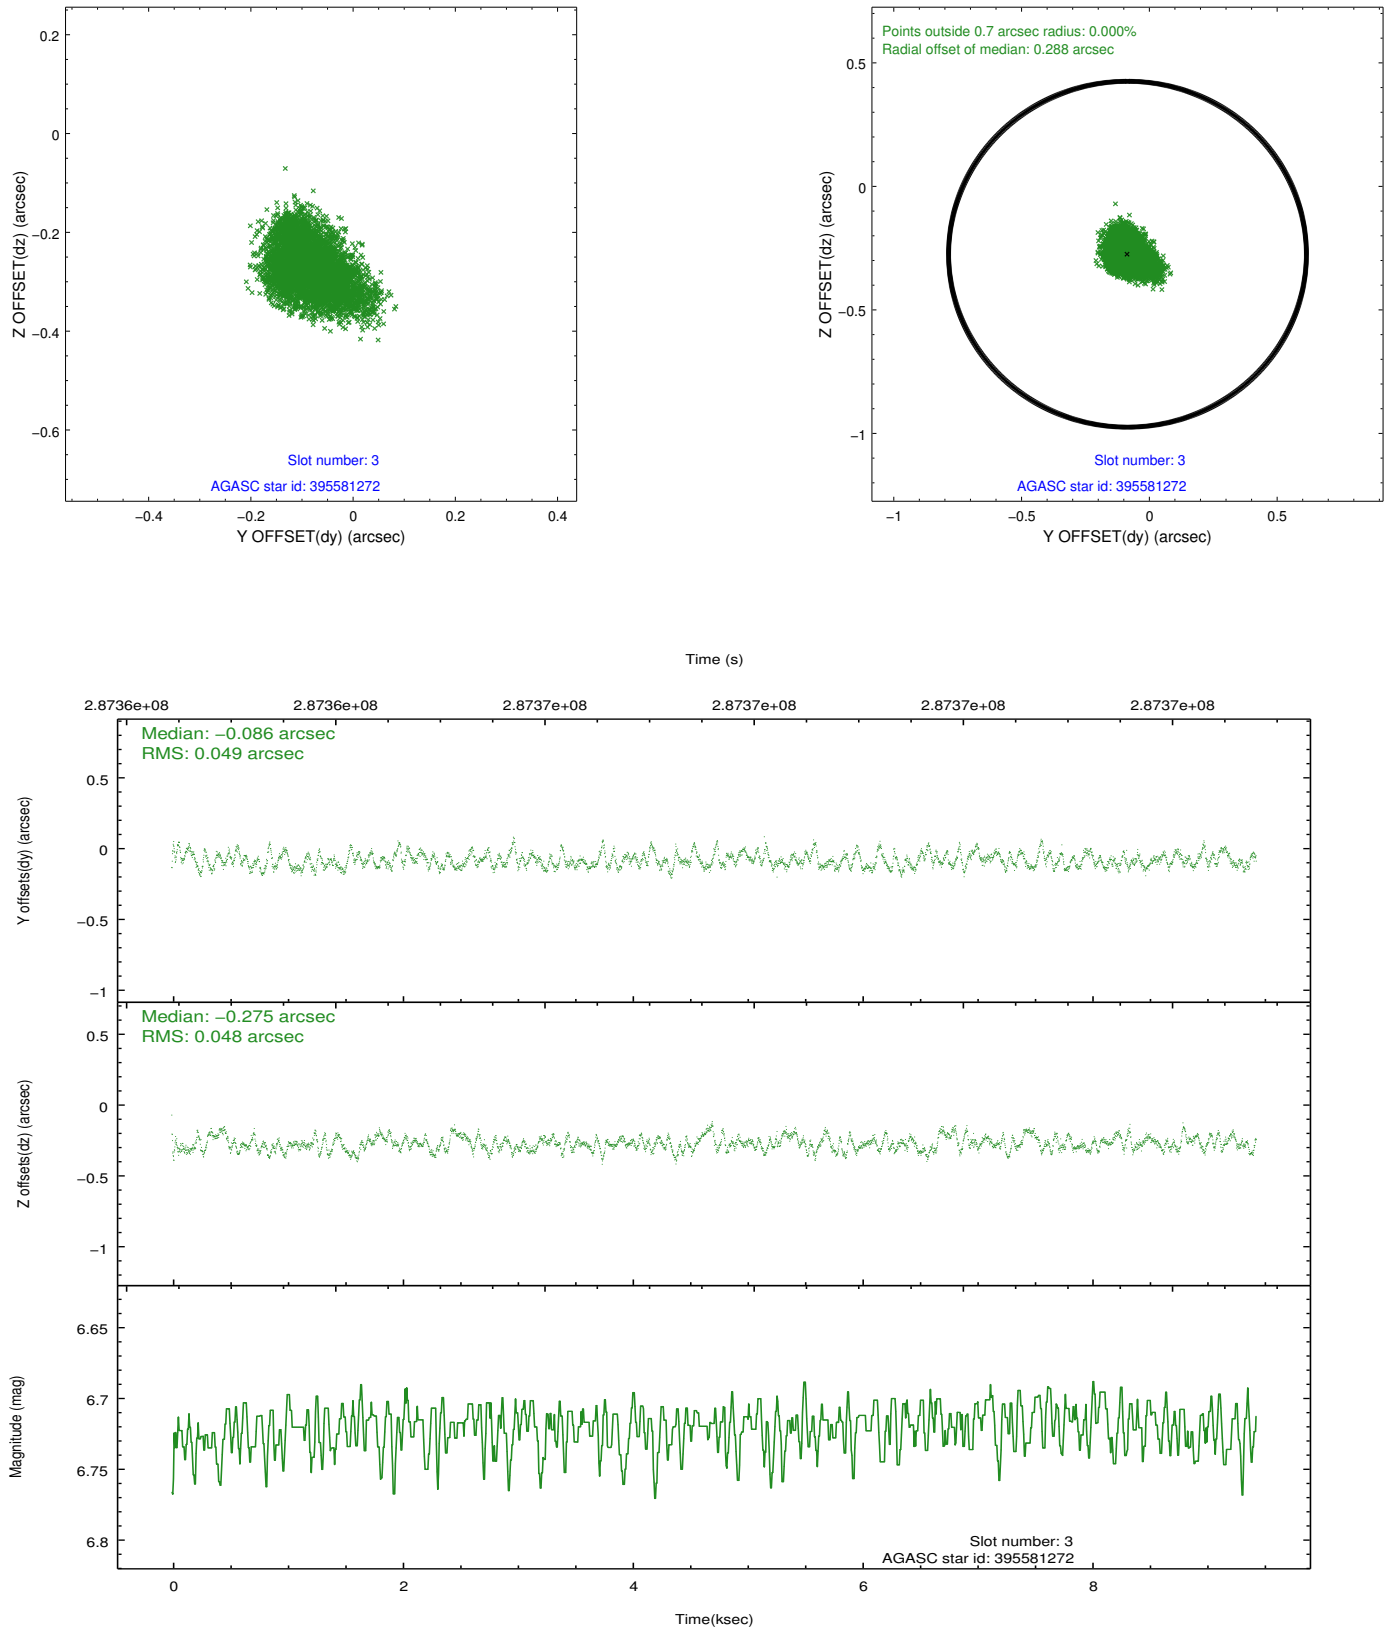 0.2
0
−0.2
−0.4
−0.6
Z OFFSET(dz) (arcsec)
Slot number: 3
AGASC star id: 395581272
−0.4
−0.2
0
0.2
0.4
Y OFFSET(dy) (arcsec)
Points outside 0.7 arcsec radius: 0.000%
Radial offset of median: 0.288 arcsec
0.5
0
−0.5
−1
Z OFFSET(dz) (arcsec)
Slot number: 3
AGASC star id: 395581272
−1
−0.5
0
0.5
Y OFFSET(dy) (arcsec)
Time (s)
2.8736e+08
2.8736e+08
2.8737e+08
2.8737e+08
2.8737e+08
2.8737e+08
Median: −0.086 arcsec
RMS: 0.049 arcsec
0.5
0
−0.5
−1
Y offsets(dy) (arcsec)
Median: −0.275 arcsec
RMS: 0.048 arcsec
0.5
0
−0.5
−1
Z offsets(dz) (arcsec)
6.65
6.7
6.75
6.8
Magnitude (mag)
Slot number: 3
AGASC star id: 395581272
0
2
4
6
8
Time(ksec)